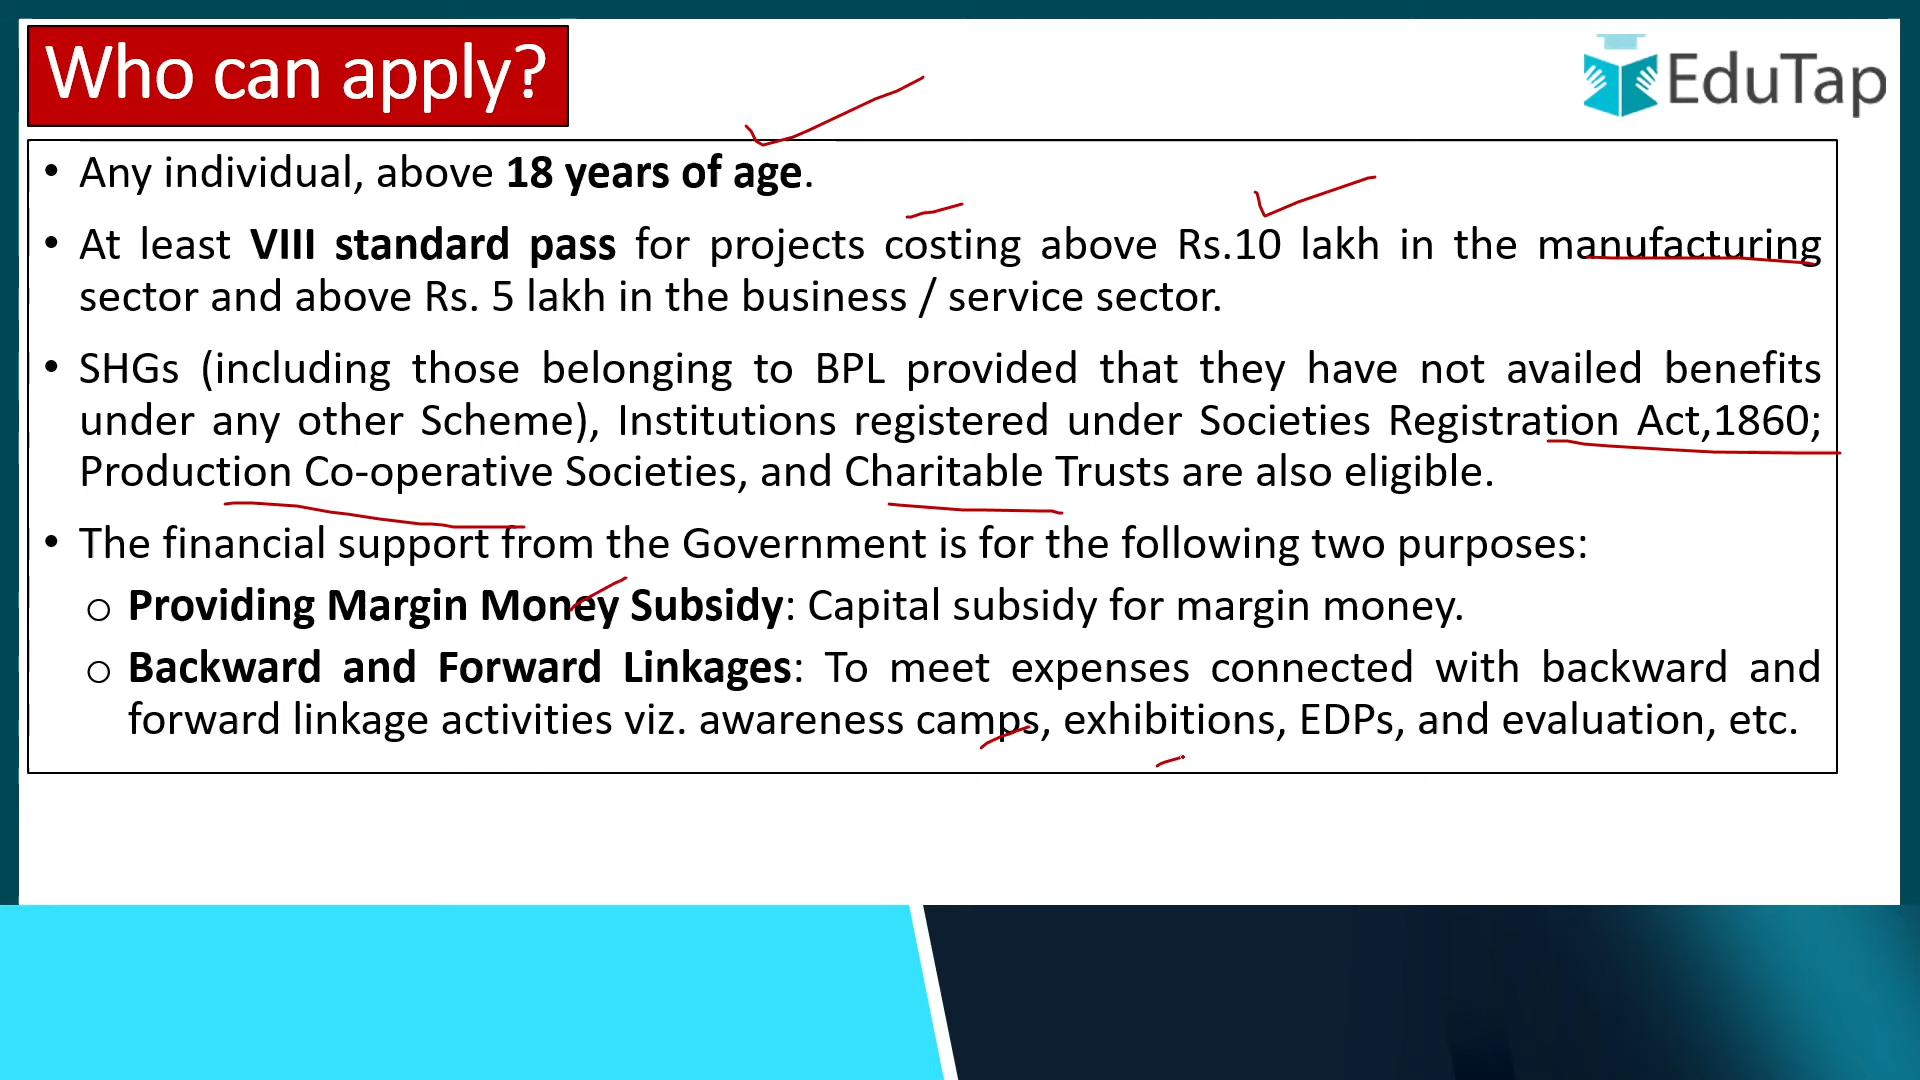 Who can apply?
EduTap
• Any individual, above 18 years of age.
• At least VIII standard pass for projects costing above Rs.10 lakh in the manufacturing
sector and above Rs. 5 lakh in the business / service sector.
• SHGs (including those belonging to BPL provided that they have not availed benefits
under any other Scheme), Institutions registered under Societies Registration Act,1860;
Production Co-operative Societies, and Charitable Trusts are also eligible.
• The financial support from the Government is for the following two purposes:
o Providing Margin Money Subsidy: Capital subsidy for margin money.
o Backward and Forward Linkages: To meet expenses connected with backward and
forward linkage activities viz. awareness camps, exhibitions, EDPs, and evaluation, etc.